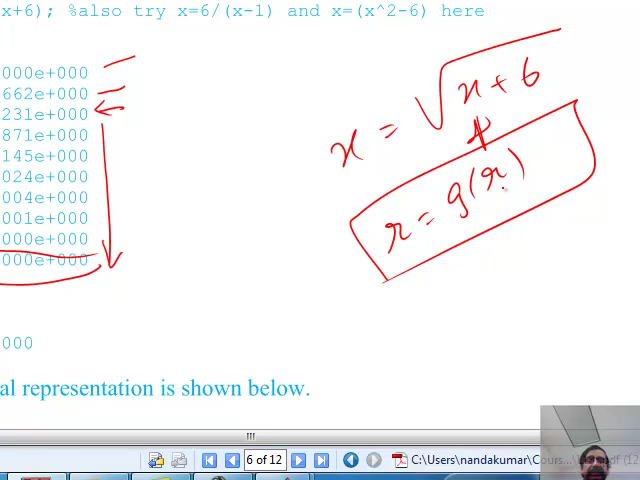 x+6); %also try x=6/(x-1) and x=(x^2-6) here
000e+000
662e+000
231e+000
871e+000
145e+000
024e+000
004e+000
001e+000
000e+000
000e+000
x = √x+6
r = g(r)
000
al representation is shown below.
6 of 12
C:\Users\nandakumar\Cours
df (12